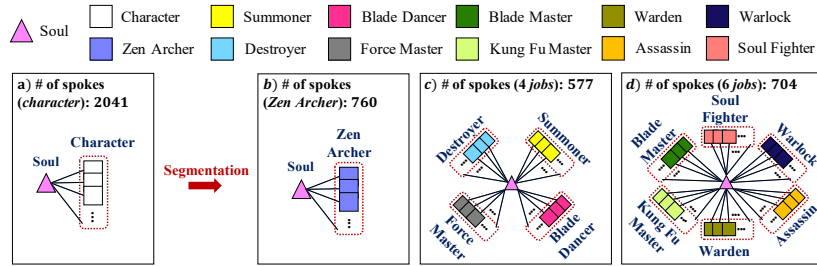 Soul
Character
Summoner
Blade Dancer
Blade Master
Warden
Warlock
Zen Archer
Destroyer
Force Master
Kung Fu Master
Assassin
Soul Fighter
a) # of spokes
(character): 2041
Character
Soul
...
Segmentation
b) # of spokes
(Zen Archer): 760
Zen
Archer
Soul
...
c) # of spokes (4 jobs): 577
Destroyer
Summoner
Force
Master
Blade
Dancer
d) # of spokes (6 jobs): 704
Soul
Fighter
Blade
Master
Warlock
Kung Fu
Master
Assassin
Warden